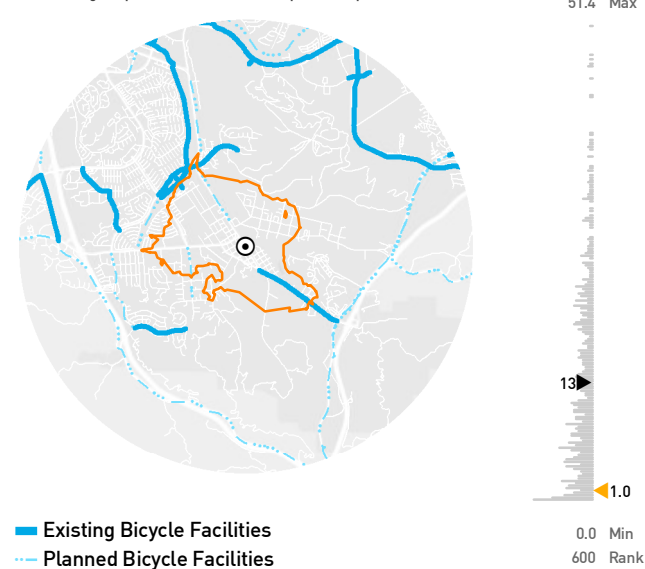 51.4 Max
13
1.0
Existing Bicycle Facilities
Planned Bicycle Facilities
0.0 Min
600 Rank